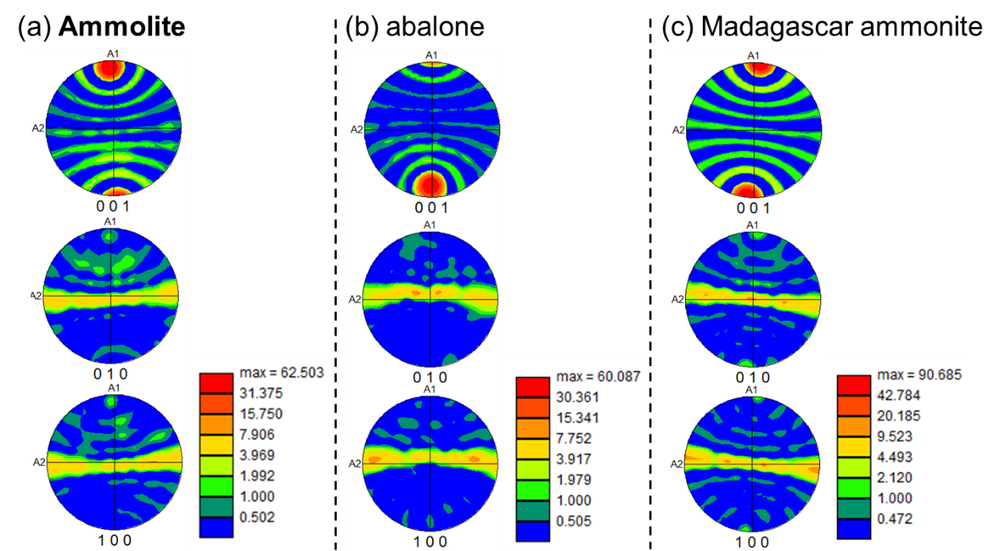 (a) Ammolite
A1
A2
0 0 1
A1
A2
0 1 0
A1
A2
1 0 0
max = 62.503
31.375
15.750
7.906
3.969
1.992
1.000
0.502
(b) abalone
A1
A2
0 0 1
A1
A2
0 1 0
A1
A2
1 0 0
max = 60.087
30.361
15.341
7.752
3.917
1.979
1.000
0.505
(c) Madagascar ammonite
A1
A2
0 0 1
A1
A2
0 1 0
A1
A2
1 0 0
max = 90.685
42.784
20.185
9.523
4.493
2.120
1.000
0.472